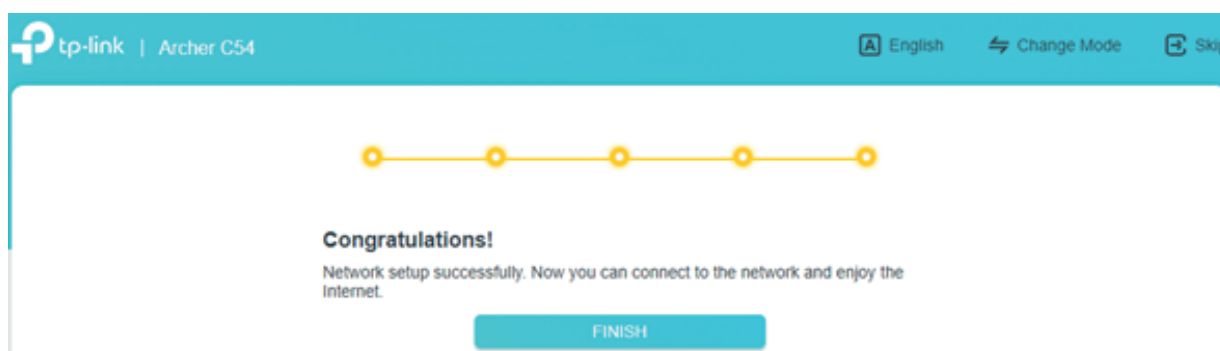 tp-link | Archer C54
A English
Change Mode
Congratulations!
Network setup successfully. Now you can connect to the network and enjoy the
Internet.
FINISH